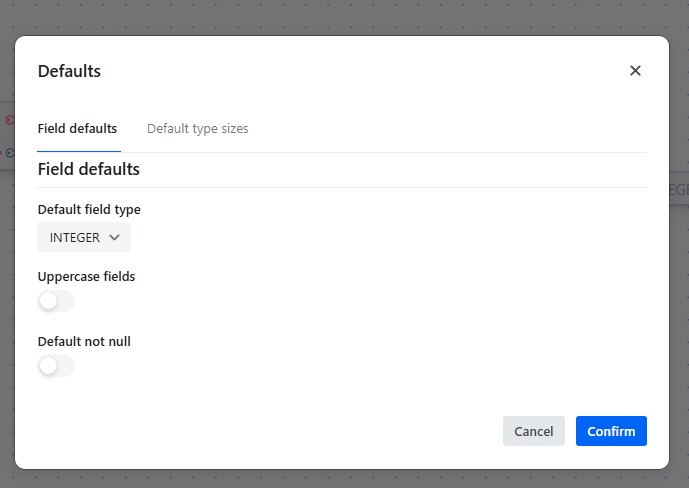 Defaults
Field defaults
Default type sizes
Field defaults
Default field type
INTEGER
Uppercase fields
Default not null
Cancel
Confirm